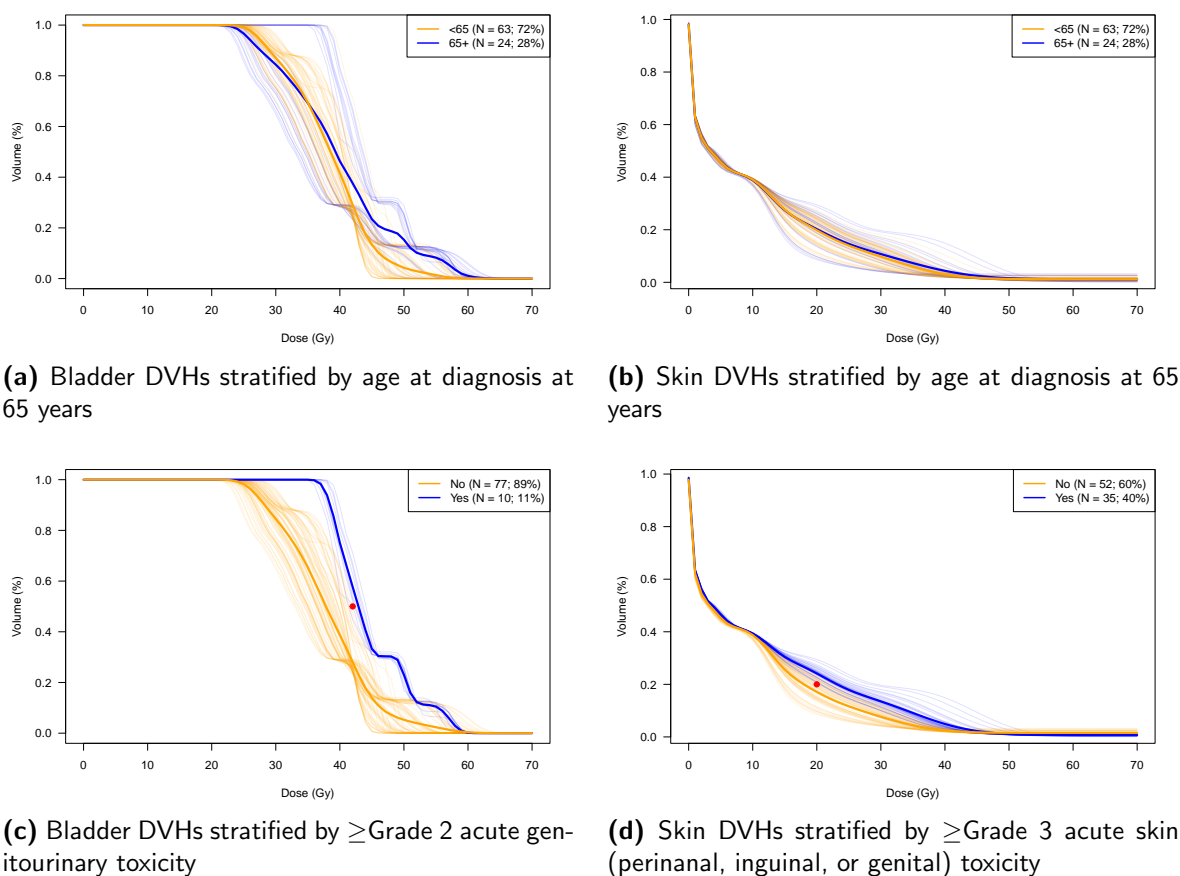 <65 (N = 63; 72%)
65+ (N = 24; 28%)
Volume (%)
1.0
0.8
0.6
0.4
0.2
0.0
0 10 20 30 40 50 60 70
Dose (Gy)
(a) Bladder DVHs stratified by age at diagnosis at
65 years
<65 (N = 63; 72%)
65+ (N = 24; 28%)
Volume (%)
1.0
0.8
0.6
0.4
0.2
0.0
0 10 20 30 40 50 60 70
Dose (Gy)
(b) Skin DVHs stratified by age at diagnosis at 65
years
No (N = 77; 89%)
Yes (N = 10; 11%)
Volume (%)
1.0
0.8
0.6
0.4
0.2
0.0
0 10 20 30 40 50 60 70
Dose (Gy)
(c) Bladder DVHs stratified by ≥Grade 2 acute gen-
itourinary toxicity
No (N = 52; 60%)
Yes (N = 35; 40%)
Volume (%)
1.0
0.8
0.6
0.4
0.2
0.0
0 10 20 30 40 50 60 70
Dose (Gy)
(d) Skin DVHs stratified by ≥Grade 3 acute skin
(perinanal, inguinal, or genital) toxicity